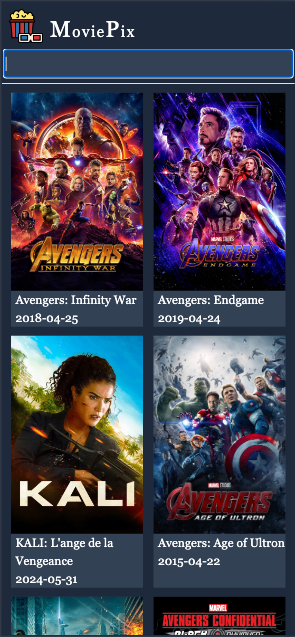 MoviePix
AVENGERS
INFINITY WAR
MARVEL STUDIOS
AVENGERS
ENDGAME
Avengers: Infinity War
2018-04-25
Avengers: Endgame
2019-04-24
KALI
MARVEL
AVENGERS
AGE OF ULTRON
KALI: L'ange de la
Vengeance
2024-05-31
Avengers: Age of Ultron
2015-04-22
MARVEL
AVENGERS CONFIDENTIAL